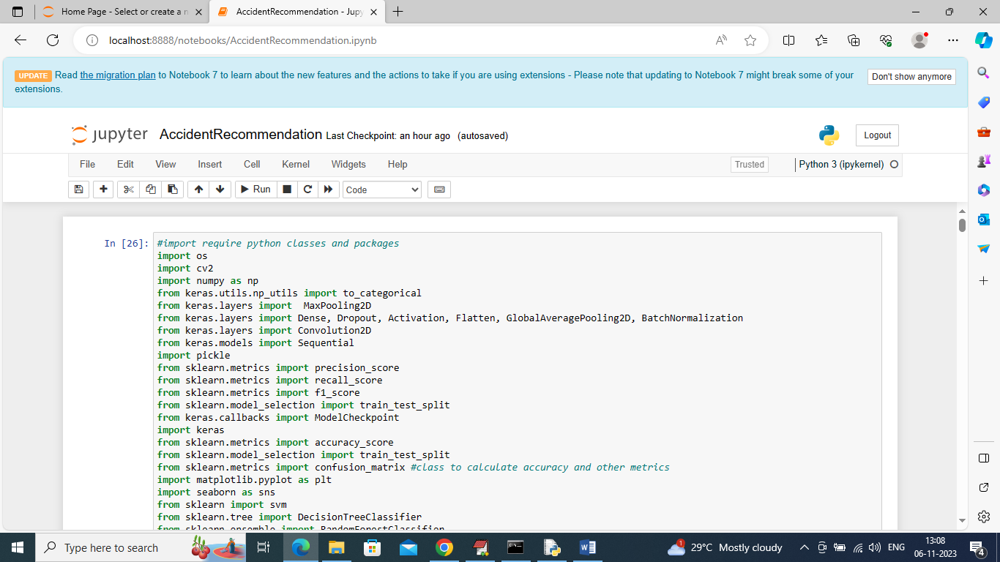 Home Page - Select or create a n
AccidentRecommendation - Jupy
localhost:8888/notebooks/AccidentRecommendation.ipynb
UPDATE Read the migration plan to Notebook 7 to learn about the new features and the actions to take if you are using extensions - Please note that updating to Notebook 7 might break some of your
extensions.
Don't show anymore
jupyter AccidentRecommendation Last Checkpoint: an hour ago (autosaved)
Logout
File Edit View Insert Cell Kernel Widgets Help
Trusted
Python 3 (ipykernel)
Run
Code
In [26]: #import require python classes and packages
import os
import cv2
import numpy as np
from keras.utils.np_utils import to_categorical
from keras.layers import  MaxPooling2D
from keras.layers import Dense, Dropout, Activation, Flatten, GlobalAveragePooling2D, BatchNormalization
from keras.layers import Convolution2D
from keras.models import Sequential
import pickle
from sklearn.metrics import precision_score
from sklearn.metrics import recall_score
from sklearn.metrics import f1_score
from sklearn.model_selection import train_test_split
from keras.callbacks import ModelCheckpoint
import keras
from sklearn.metrics import accuracy_score
from sklearn.model_selection import train_test_split
from sklearn.metrics import confusion_matrix #class to calculate accuracy and other metrics
import matplotlib.pyplot as plt
import seaborn as sns
from sklearn import svm
from sklearn.tree import DecisionTreeClassifier
from sklearn.ensemble import RandomForestClassifier
Type here to search
29°C Mostly cloudy
ENG
13:08
06-11-2023
4